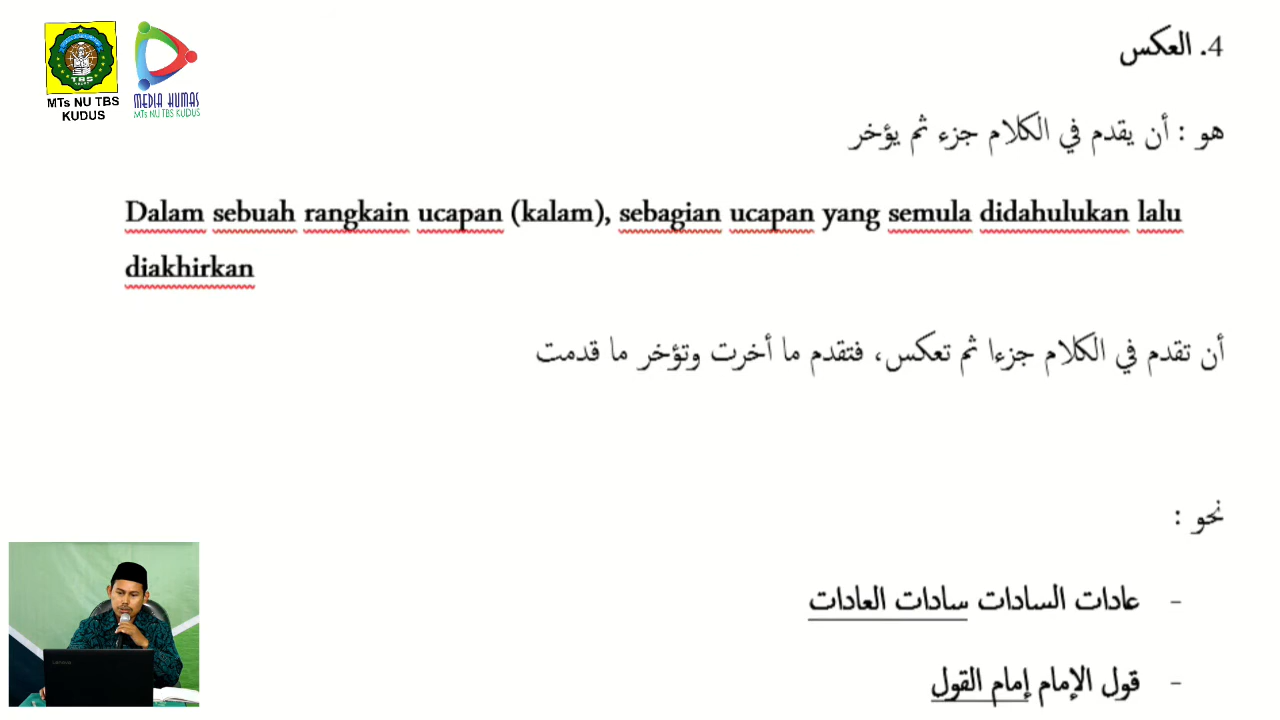 MTs NU TBS
KUDUS
MEDIA HUMAS
MTs NU TBS KUDUS
4. العكس
هو : أن يقدم في الكلام جزء ثم يؤخر
Dalam sebuah rangkain ucapan (kalam), sebagian ucapan yang semula didahulukan lalu
diakhirkan
أن تقدم في الكلام جزءا ثم تعكس، فتقدم ما أخرت وتؤخر ما قدمت
نحو :
- عادات السادات سادات العادات
- قول الإمام إمام القول